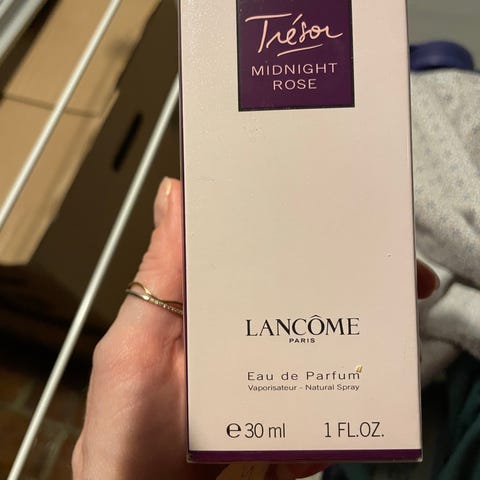 Trésor
MIDNIGHT
ROSE
LANCÔME
PARIS
Eau de Parfum
Vaporisateur - Natural Spray
℮ 30 ml 1 FL.OZ.